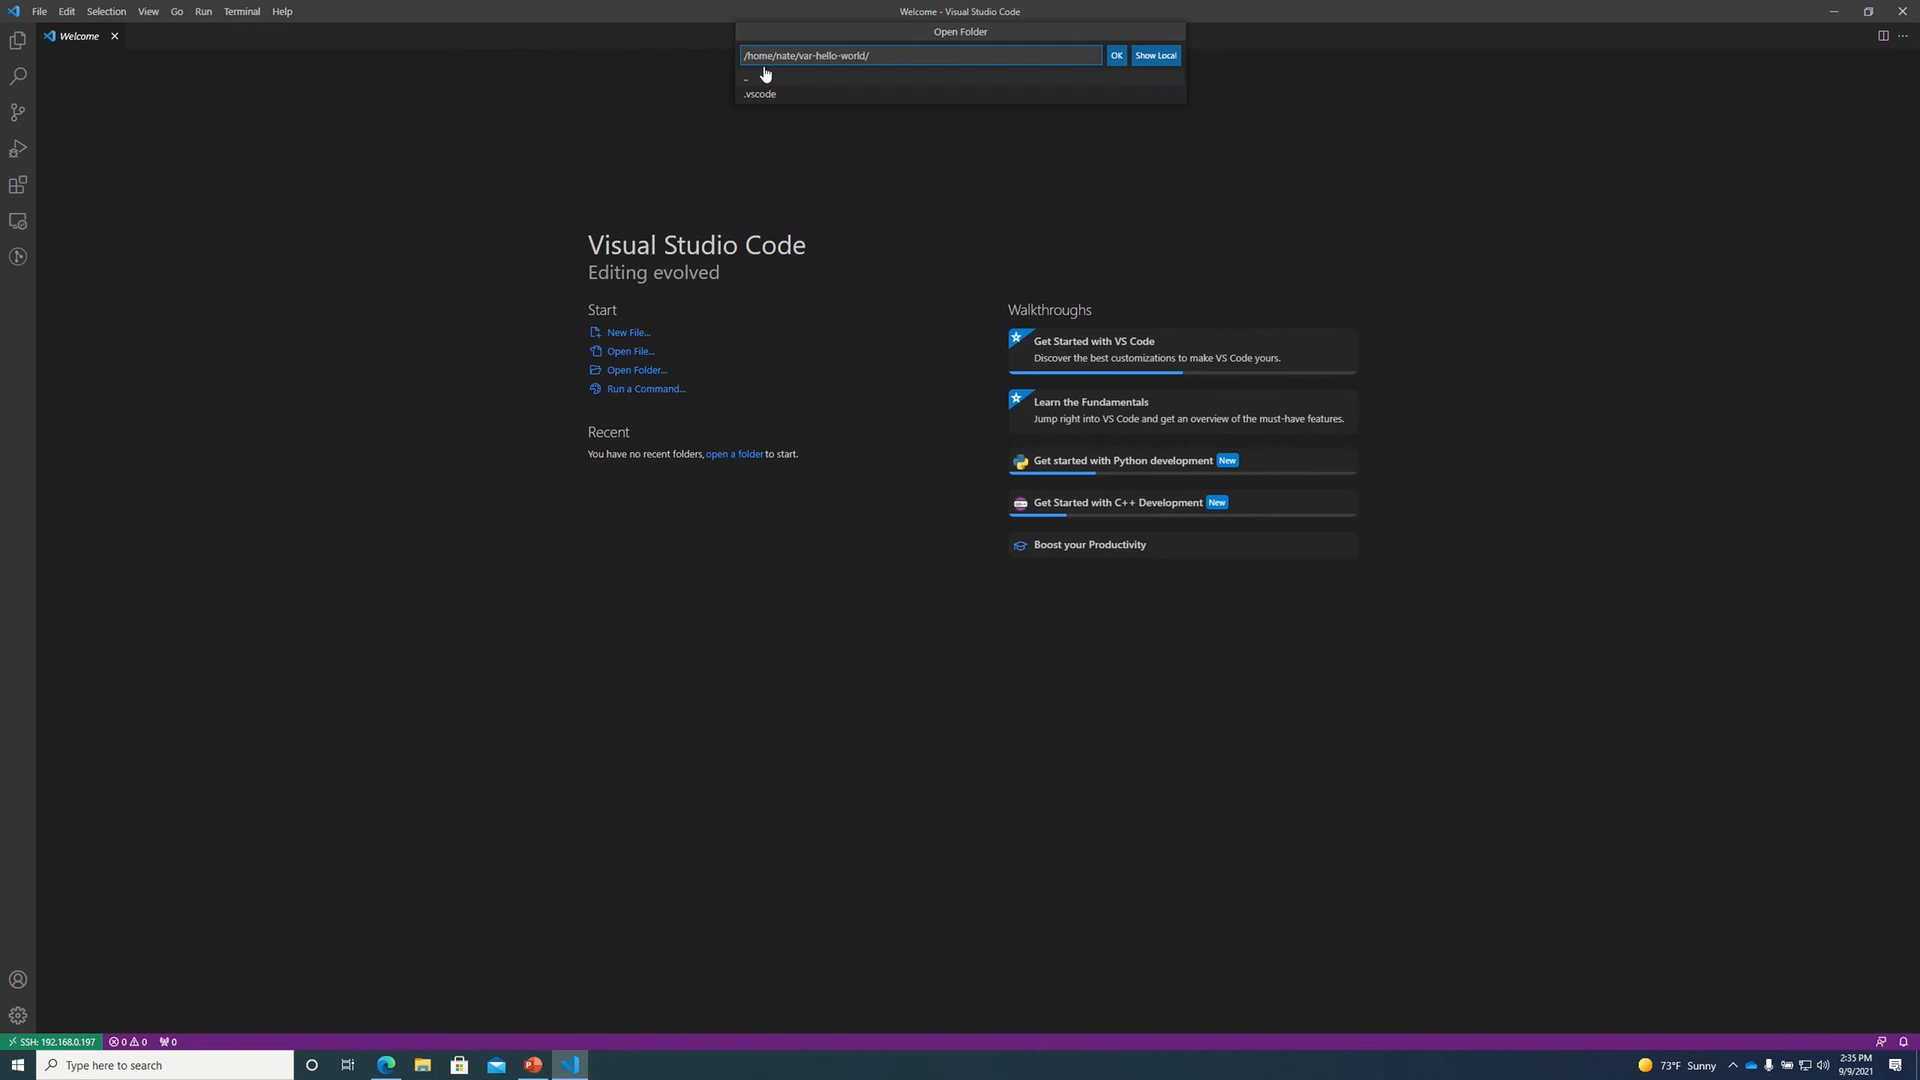 File Edit Selection View Go Run Terminal Help
Welcome - Visual Studio Code
Welcome
Open Folder
/home/nate/var-hello-world/
OK
Show Local
..
.vscode
Visual Studio Code
Editing evolved
Start
New File...
Open File...
Open Folder...
Run a Command...
Recent
You have no recent folders, open a folder to start.
Walkthroughs
Get Started with VS Code
Discover the best customizations to make VS Code yours.
Learn the Fundamentals
Jump right into VS Code and get an overview of the must-have features.
Get started with Python development New
Get Started with C++ Development New
Boost your Productivity
SSH: 192.168.0.197 0 0 0
Type here to search
73°F Sunny
2:35 PM
9/9/2021